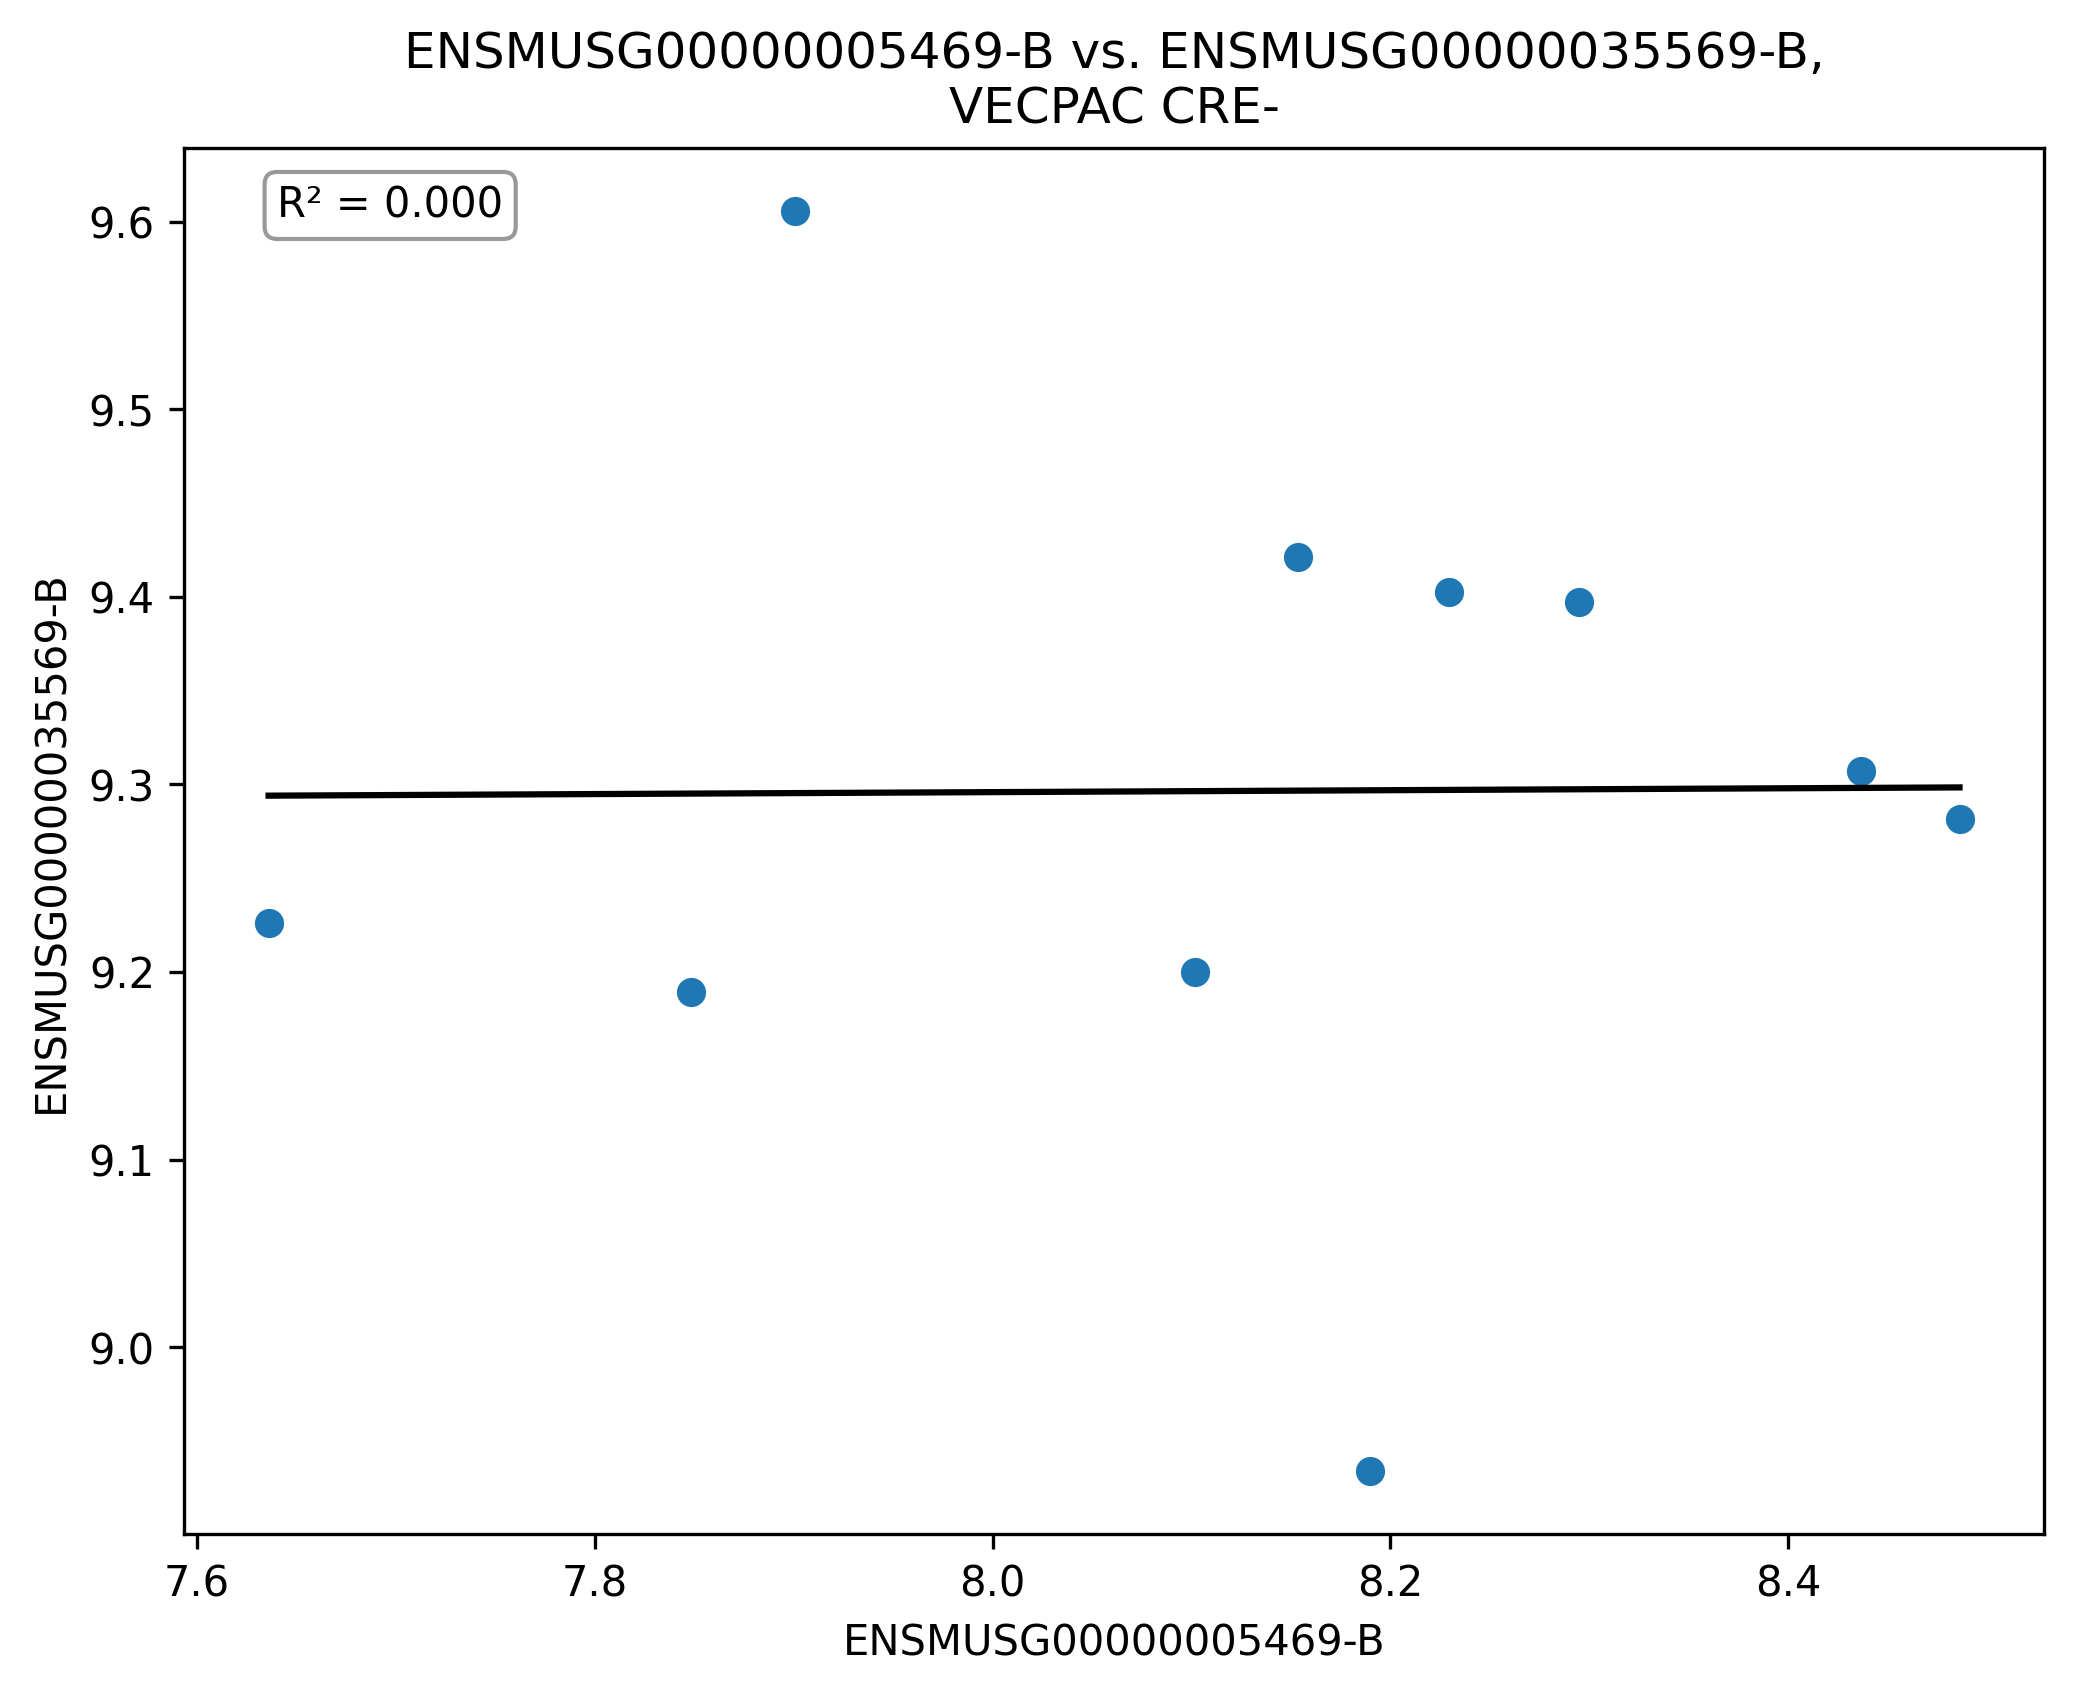 ENSMUSG00000005469-B vs. ENSMUSG00000035569-B,
VECPAC CRE-
R² = 0.000
9.6
9.5
9.4
9.3
9.2
9.1
9.0
ENSMUSG00000035569-B
7.6 7.8 8.0 8.2 8.4
ENSMUSG00000005469-B